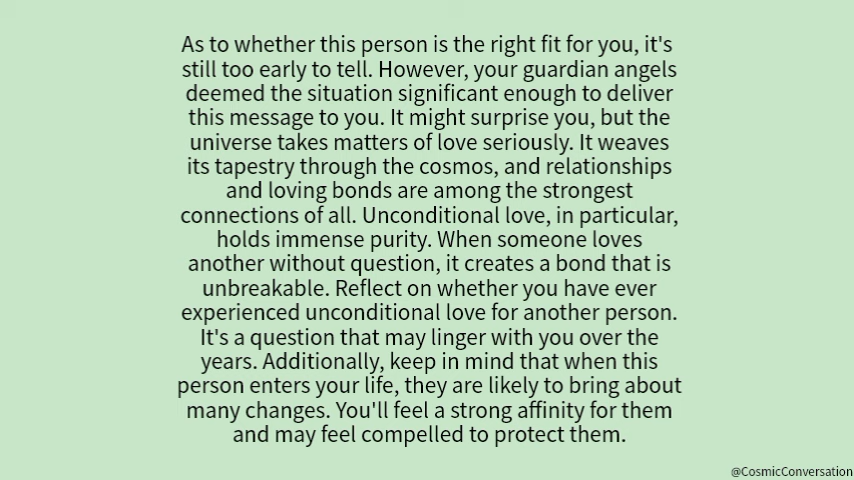 As to whether this person is the right fit for you, it's
still too early to tell. However, your guardian angels
deemed the situation significant enough to deliver
this message to you. It might surprise you, but the
universe takes matters of love seriously. It weaves
its tapestry through the cosmos, and relationships
and loving bonds are among the strongest
connections of all. Unconditional love, in particular,
holds immense purity. When someone loves
another without question, it creates a bond that is
unbreakable. Reflect on whether you have ever
experienced unconditional love for another person.
It's a question that may linger with you over the
years. Additionally, keep in mind that when this
person enters your life, they are likely to bring about
many changes. You'll feel a strong affinity for them
and may feel compelled to protect them.
@CosmicConversation